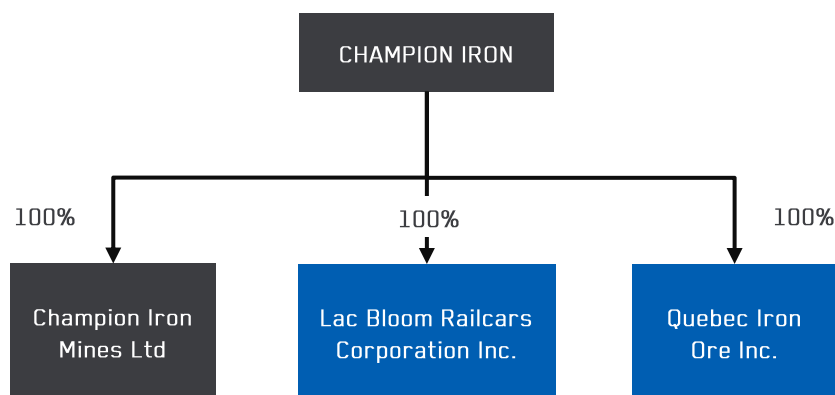 CHAMPION IRON
100%
100%
100%
Champion Iron
Mines Ltd
Lac Bloom Railcars
Corporation Inc.
Quebec Iron
Ore Inc.